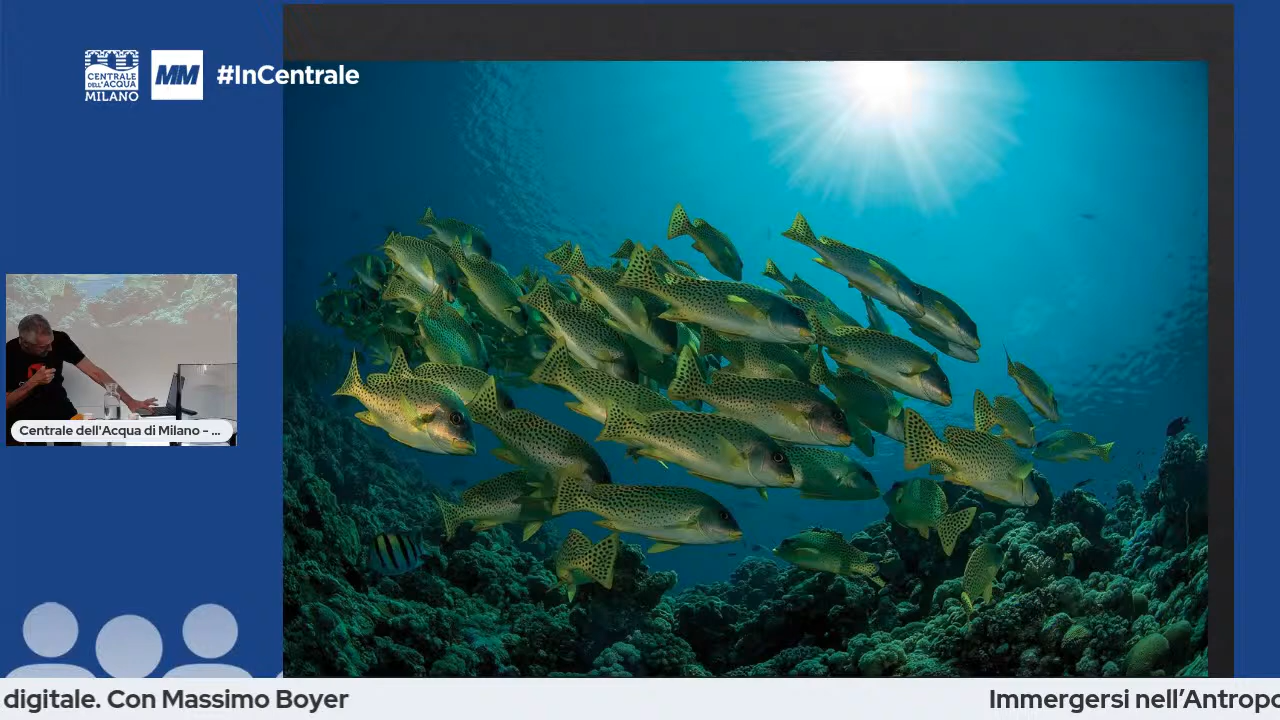 CENTRALE
DELL'ACQUA
MILANO
MM
#InCentrale
Centrale dell'Acqua di Milano - ...
digitale. Con Massimo Boyer
Immergersi nell'Antropo